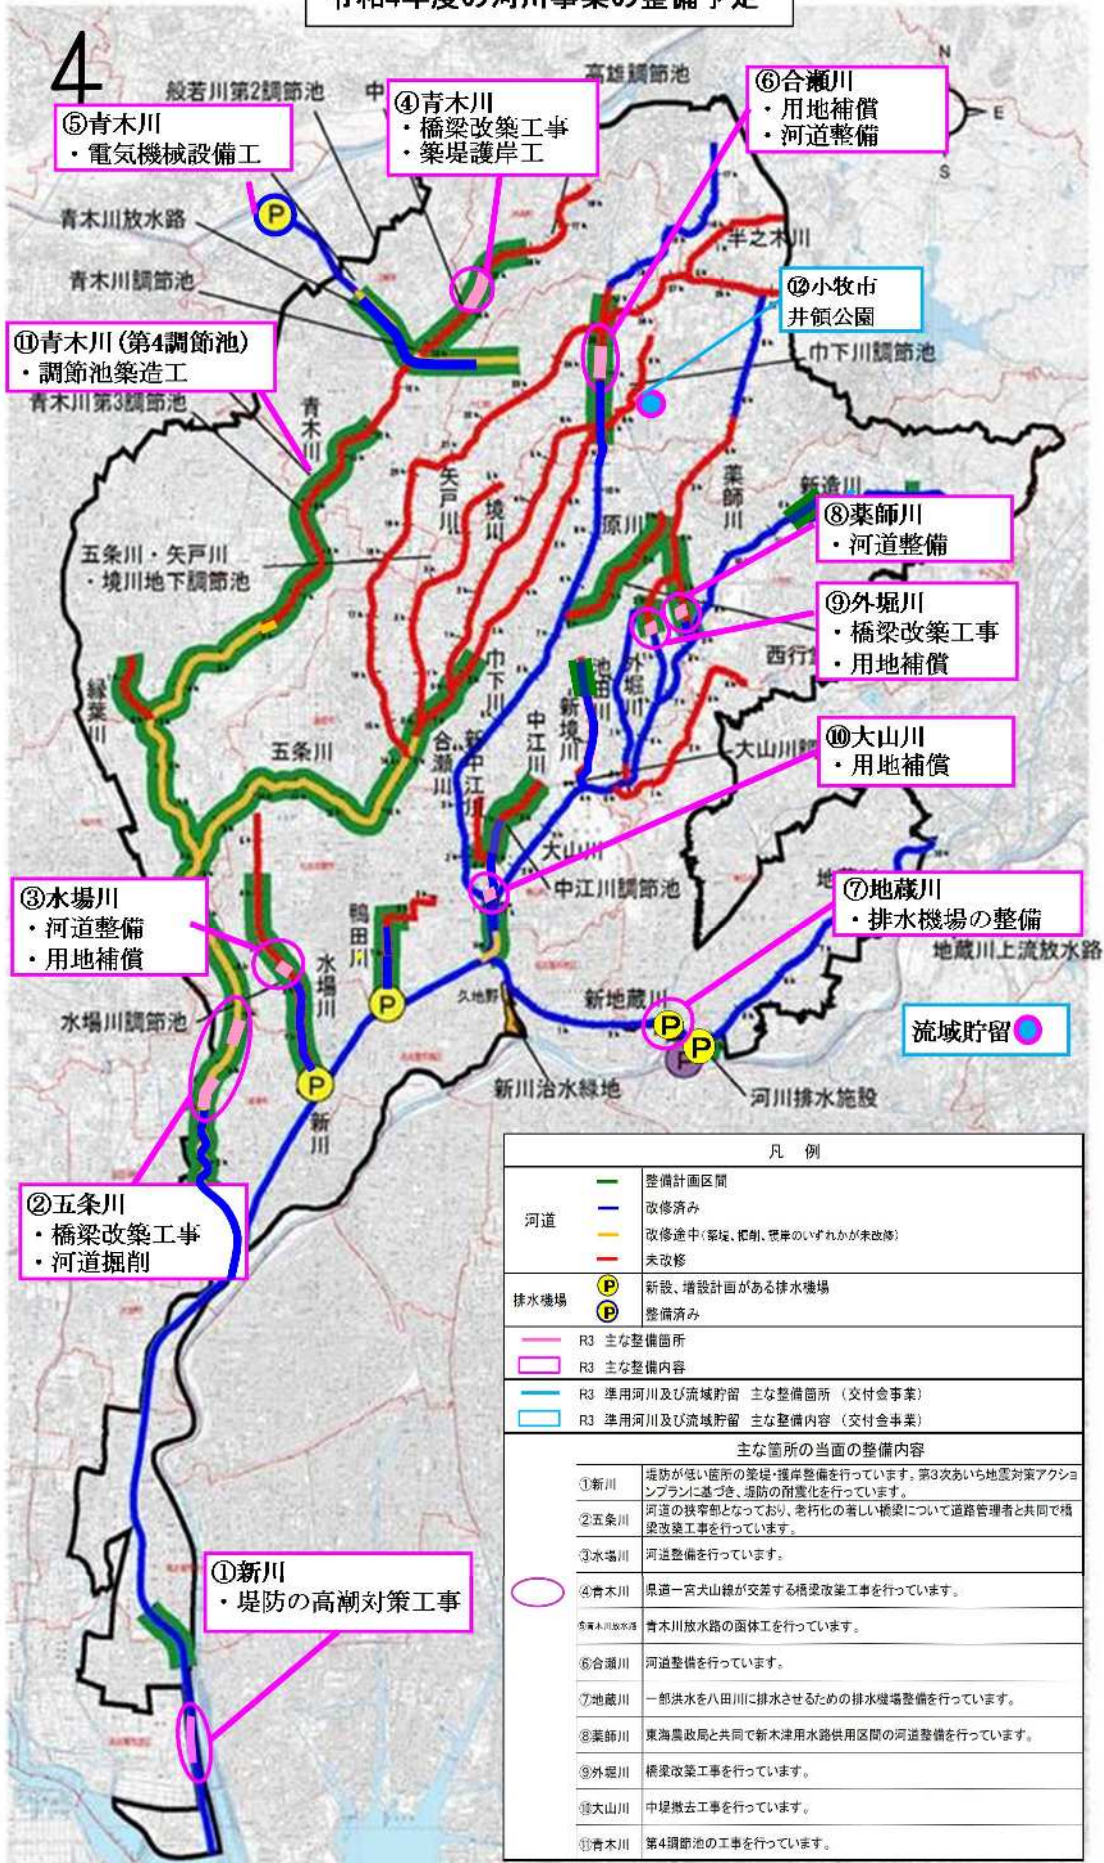 令和4年度の河川事業の整備予定
4
N
E
S
般若川第2調節池
中
高雄調節池
⑤青木川
・電気機械設備工
④青木川
・橋梁改築工事
・築堤護岸工
⑥合瀬川
・用地補償
・河道整備
P
青木川放水路
青木川調節池
半之木川
⑫小牧市
井領公園
巾下川調節池
⑪青木川(第4調節池)
・調節池築造工
青木川第3調節池
青木川
矢戸川
境川
原川
薬師川
新造川
五条川・矢戸川
・境川地下調節池
⑧薬師川
・河道整備
⑨外堀川
・橋梁改築工事
・用地補償
西行
縁葉川
五条川
巾下川
合瀬川
新中江川
中江川
新境川
池田川
外堀川
大山川
⑩大山川
・用地補償
大山川
中江川調節池
③水場川
・河道整備
・用地補償
鴨田川
水場川
P
久地野
新地蔵川
地蔵
⑦地蔵川
・排水機場の整備
地蔵川上流放水路
水場川調節池
P
P
P
P
流域貯留
新川治水緑地
河川排水施設
新川
②五条川
・橋梁改築工事
・河道掘削
①新川
・堤防の高潮対策工事
凡 例
河道
整備計画区間
改修済み
改修途中(築堤、掘削、護岸のいずれかが未改修)
未改修
排水機場
P 新設、増設計画がある排水機場
P 整備済み
R3 主な整備箇所
R3 主な整備内容
R3 準用河川及び流域貯留 主な整備箇所 (交付金事業)
R3 準用河川及び流域貯留 主な整備内容 (交付金事業)
主な箇所の当面の整備内容
①新川 堤防が低い箇所の築堤・護岸整備を行っています。第3次あいち地震対策アクショ
ンプランに基づき、堤防の耐震化を行っています。
②五条川 河道の狭窄部となっており、老朽化の著しい橋梁について道路管理者と共同で橋
梁改築工事を行っています。
③水場川 河道整備を行っています。
④青木川 県道一宮犬山線が交差する橋梁改築工事を行っています。
⑤青木川放水路 青木川放水路の函体工を行っています。
⑥合瀬川 河道整備を行っています。
⑦地蔵川 一部洪水を八田川に排水させるための排水機場整備を行っています。
⑧薬師川 東海農政局と共同で新木津用水路供用区間の河道整備を行っています。
⑨外堀川 橋梁改築工事を行っています。
⑩大山川 中堤撤去工事を行っています。
⑪青木川 第4調節池の工事を行っています。